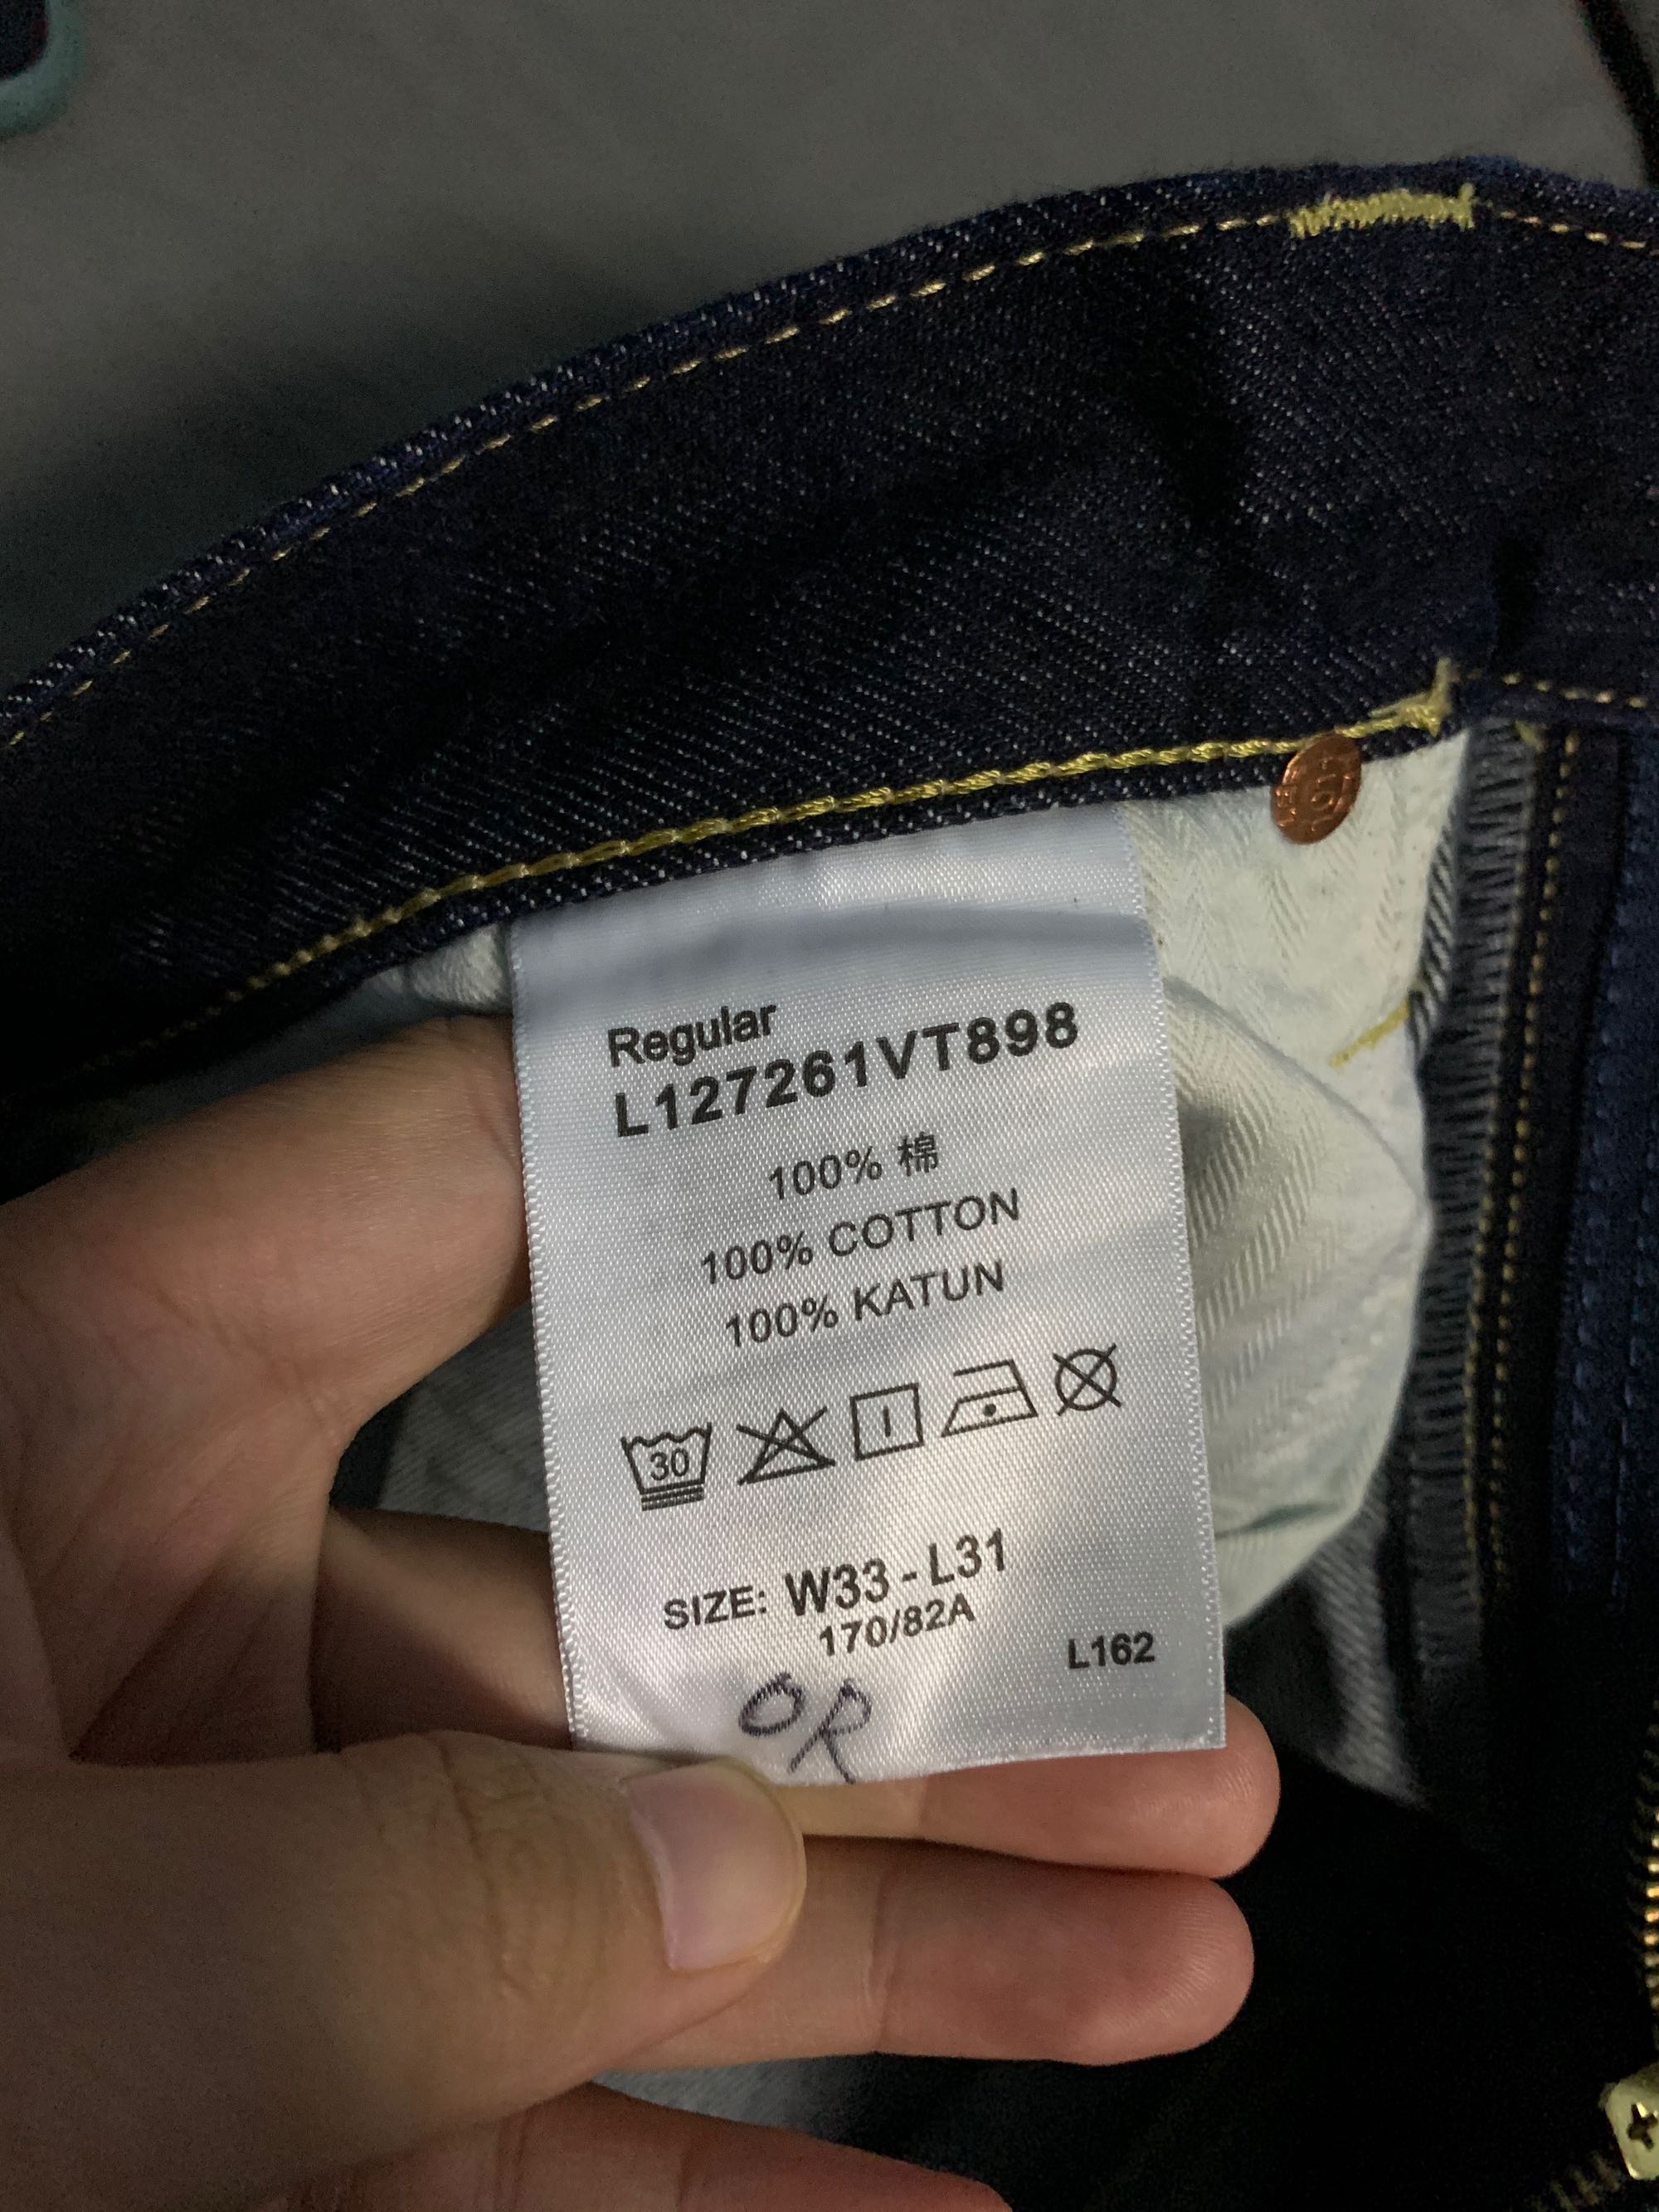 Regular
L127261VT898
100% 棉
100% COTTON
100% KATUN
30
SIZE: W33-L31
170/82A
L162
OR